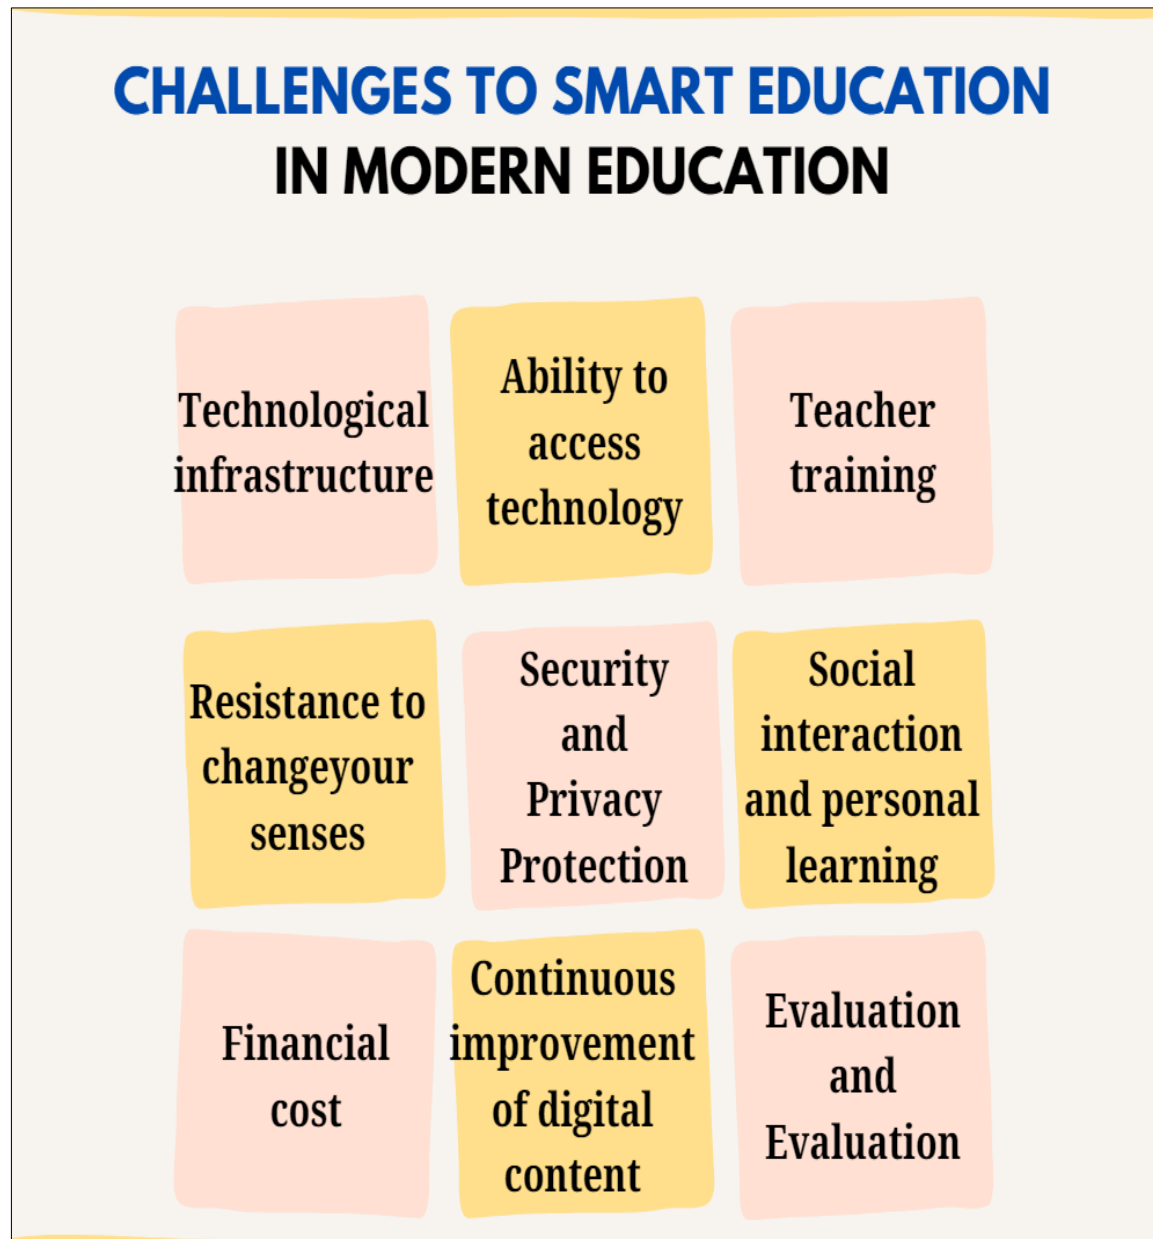 CHALLENGES TO SMART EDUCATION
IN MODERN EDUCATION
Technological
infrastructure
Ability to
access
technology
Teacher
training
Resistance to
changeyour
senses
Security
and
Privacy
Protection
Social
interaction
and personal
learning
Financial
cost
Continuous
improvement
of digital
content
Evaluation
and
Evaluation